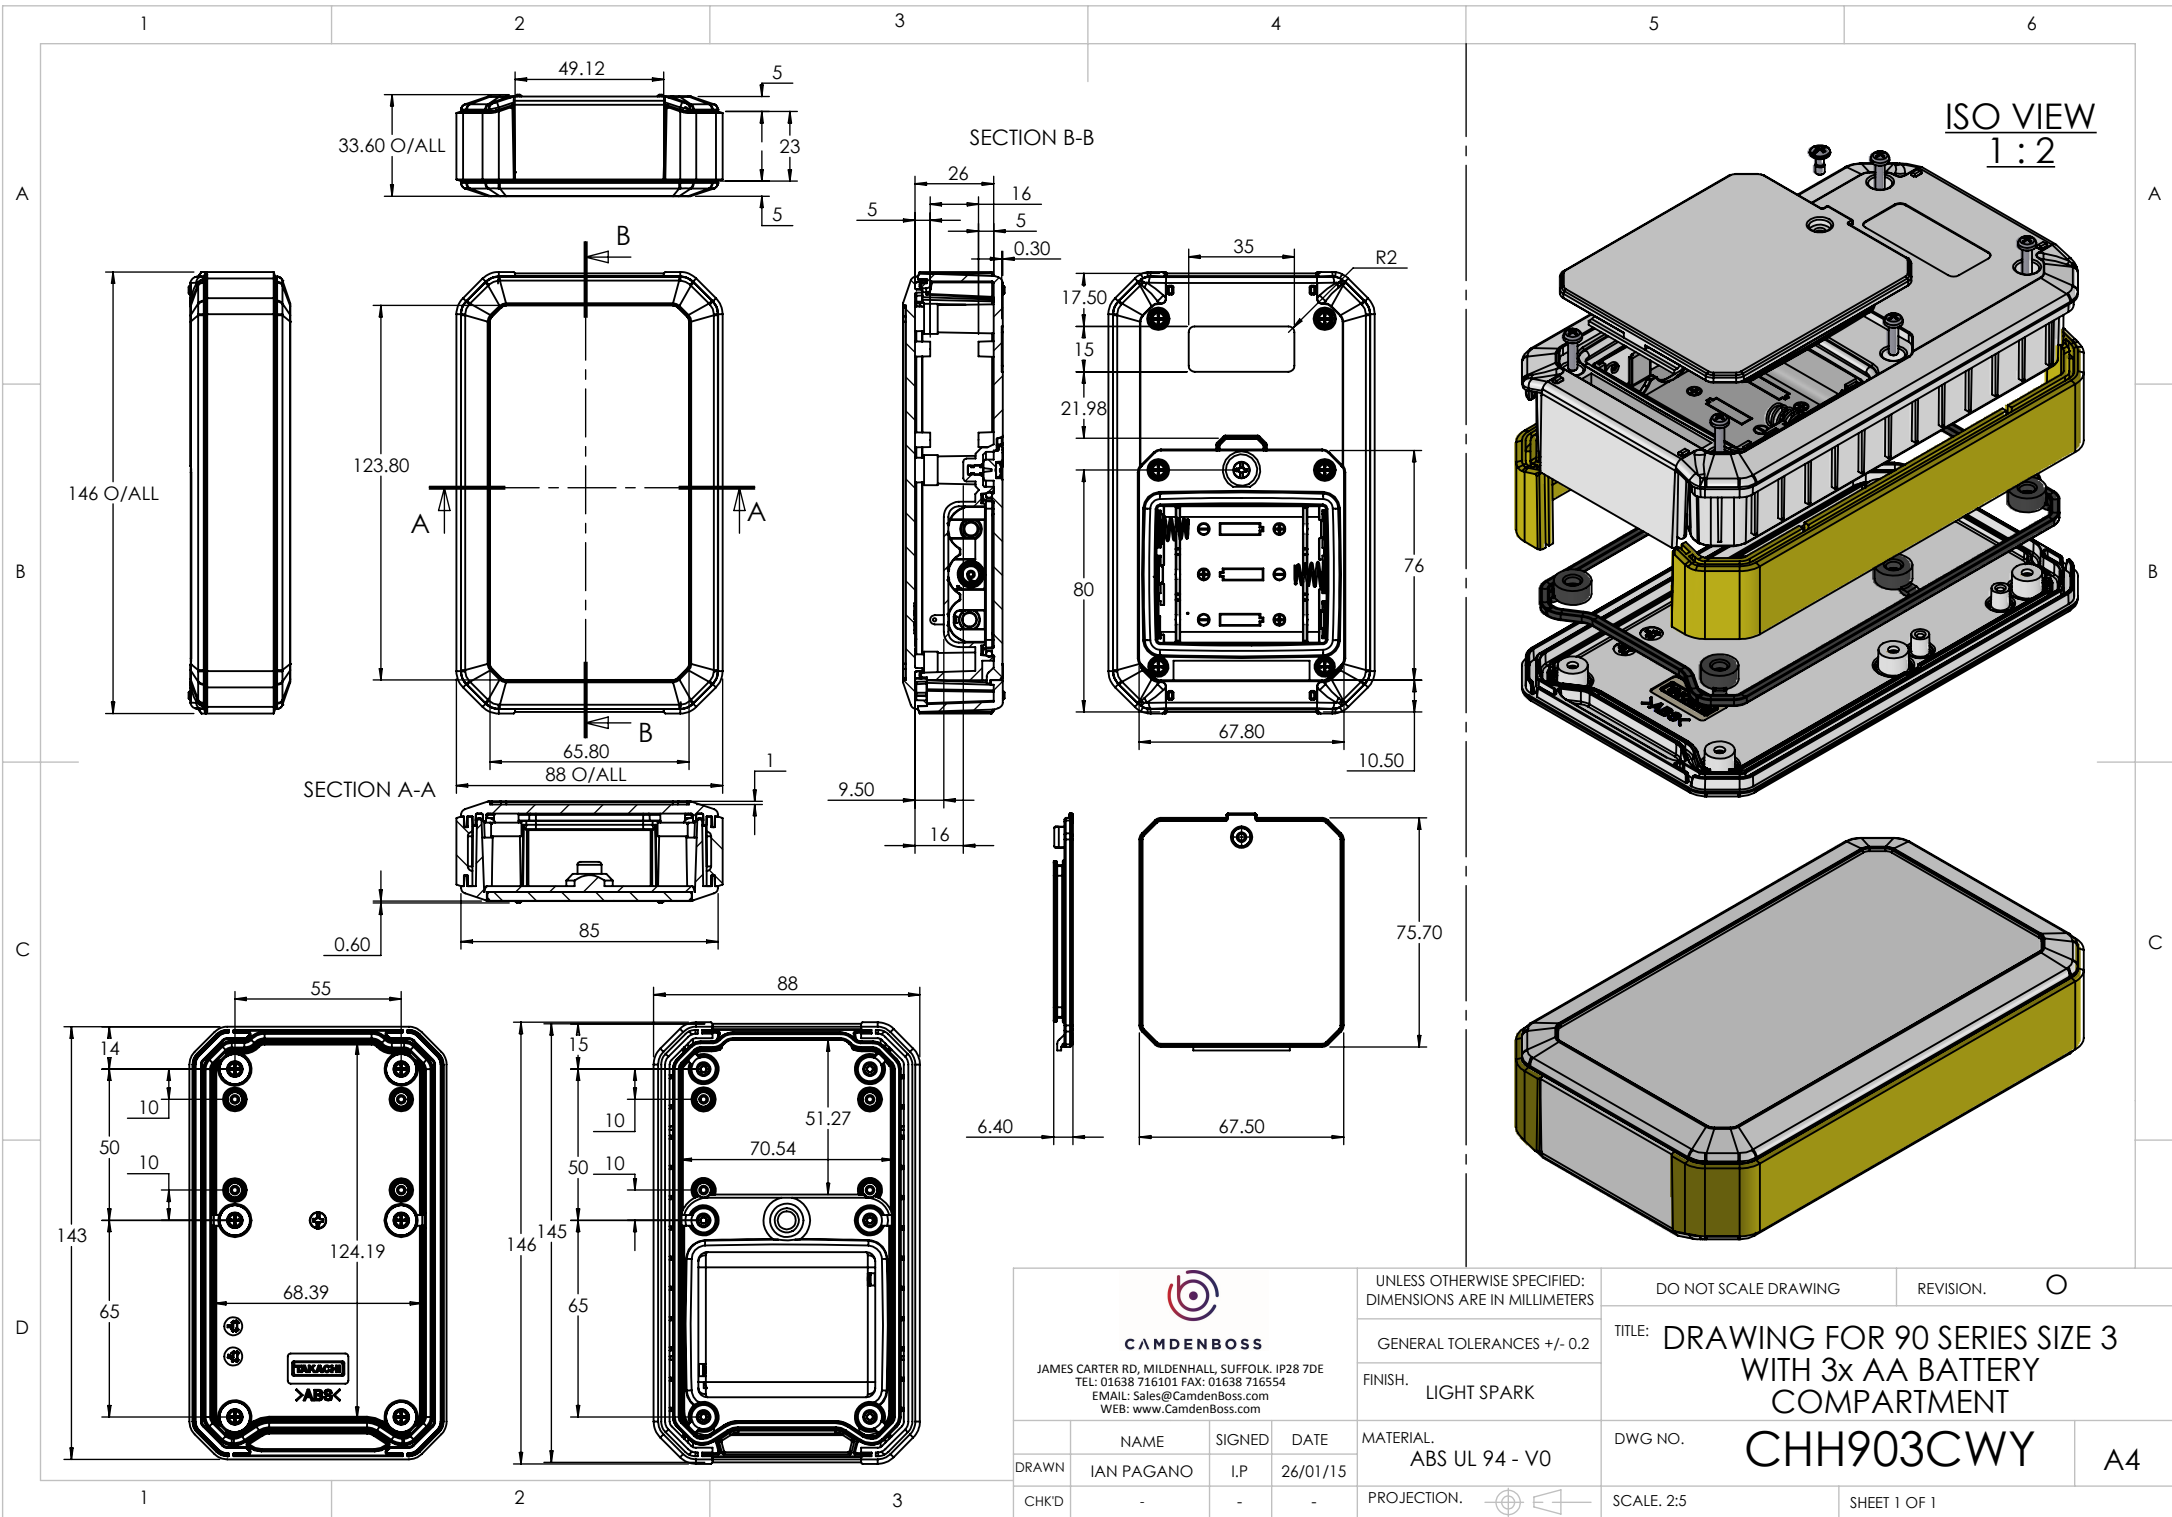 1
2
3
4
5
6
A
B
C
D
A
B
C
1
2
3
49.12
5
33.60 O/ALL
23
5
146 O/ALL
B
123.80
A
A
B
65.80
88 O/ALL
SECTION B-B
26
16
5
5
0.30
9.50
16
35
R2
17.50
15
21.98
80
76
67.80
10.50
ISO VIEW
1 : 2
>ABS<
SECTION A-A
1
0.60
85
6.40
67.50
75.70
55
14
10
50
10
143
124.19
68.39
65
TAKACHI
>ABS<
88
15
10
51.27
70.54
50
10
146
145
65
CAMDENBOSS
JAMES CARTER RD, MILDENHALL, SUFFOLK. IP28 7DE
TEL: 01638 716101 FAX: 01638 716554
EMAIL: Sales@CamdenBoss.com
WEB: www.CamdenBoss.com
NAME
SIGNED
DATE
DRAWN
IAN PAGANO
I.P
26/01/15
CHK'D
-
-
-
UNLESS OTHERWISE SPECIFIED:
DIMENSIONS ARE IN MILLIMETERS
GENERAL TOLERANCES +/- 0.2
FINISH.
LIGHT SPARK
MATERIAL.
ABS UL 94 - V0
PROJECTION.
DO NOT SCALE DRAWING
REVISION.
O
TITLE:
DRAWING FOR 90 SERIES SIZE 3
WITH 3x AA BATTERY
COMPARTMENT
DWG NO.
CHH903CWY
A4
SCALE. 2:5
SHEET 1 OF 1